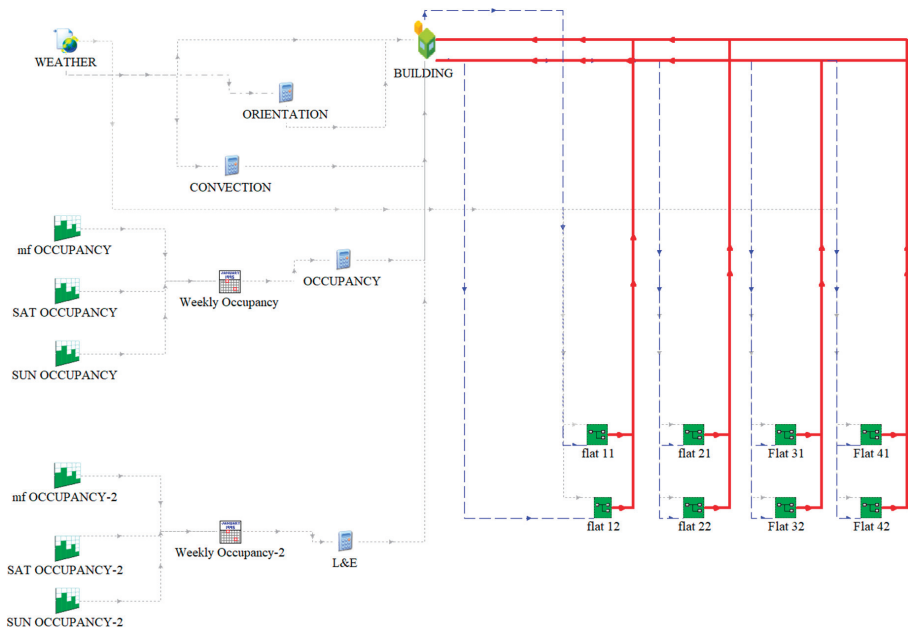 WEATHER
BUILDING
ORIENTATION
CONVECTION
mf OCCUPANCY
OCCUPANCY
Weekly Occupancy
SAT OCCUPANCY
SUN OCCUPANCY
flat 11
flat 21
Flat 31
Flat 41
mf OCCUPANCY-2
flat 12
flat 22
Flat 32
Flat 42
Weekly Occupancy-2
L&E
SAT OCCUPANCY-2
SUN OCCUPANCY-2